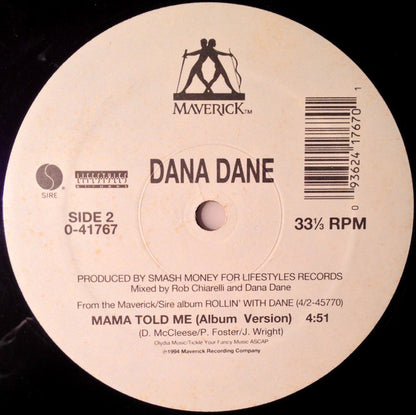 MAVERICK™
SIRE
LIFESTYLES
RECORDS
DANA DANE
0 93624 17670 1
SIDE 2
0-41767
33⅓ RPM
PRODUCED BY SMASH MONEY FOR LIFESTYLES RECORDS
Mixed by Rob Chiarelli and Dana Dane
From the Maverick/Sire album ROLLIN' WITH DANE (4/2-45770)
MAMA TOLD ME (Album Version) 4:51
(D. McCleese/P. Foster/J. Wright)
Olydia Music/Tickle Your Fancy Music ASCAP
℗1994 Maverick Recording Company